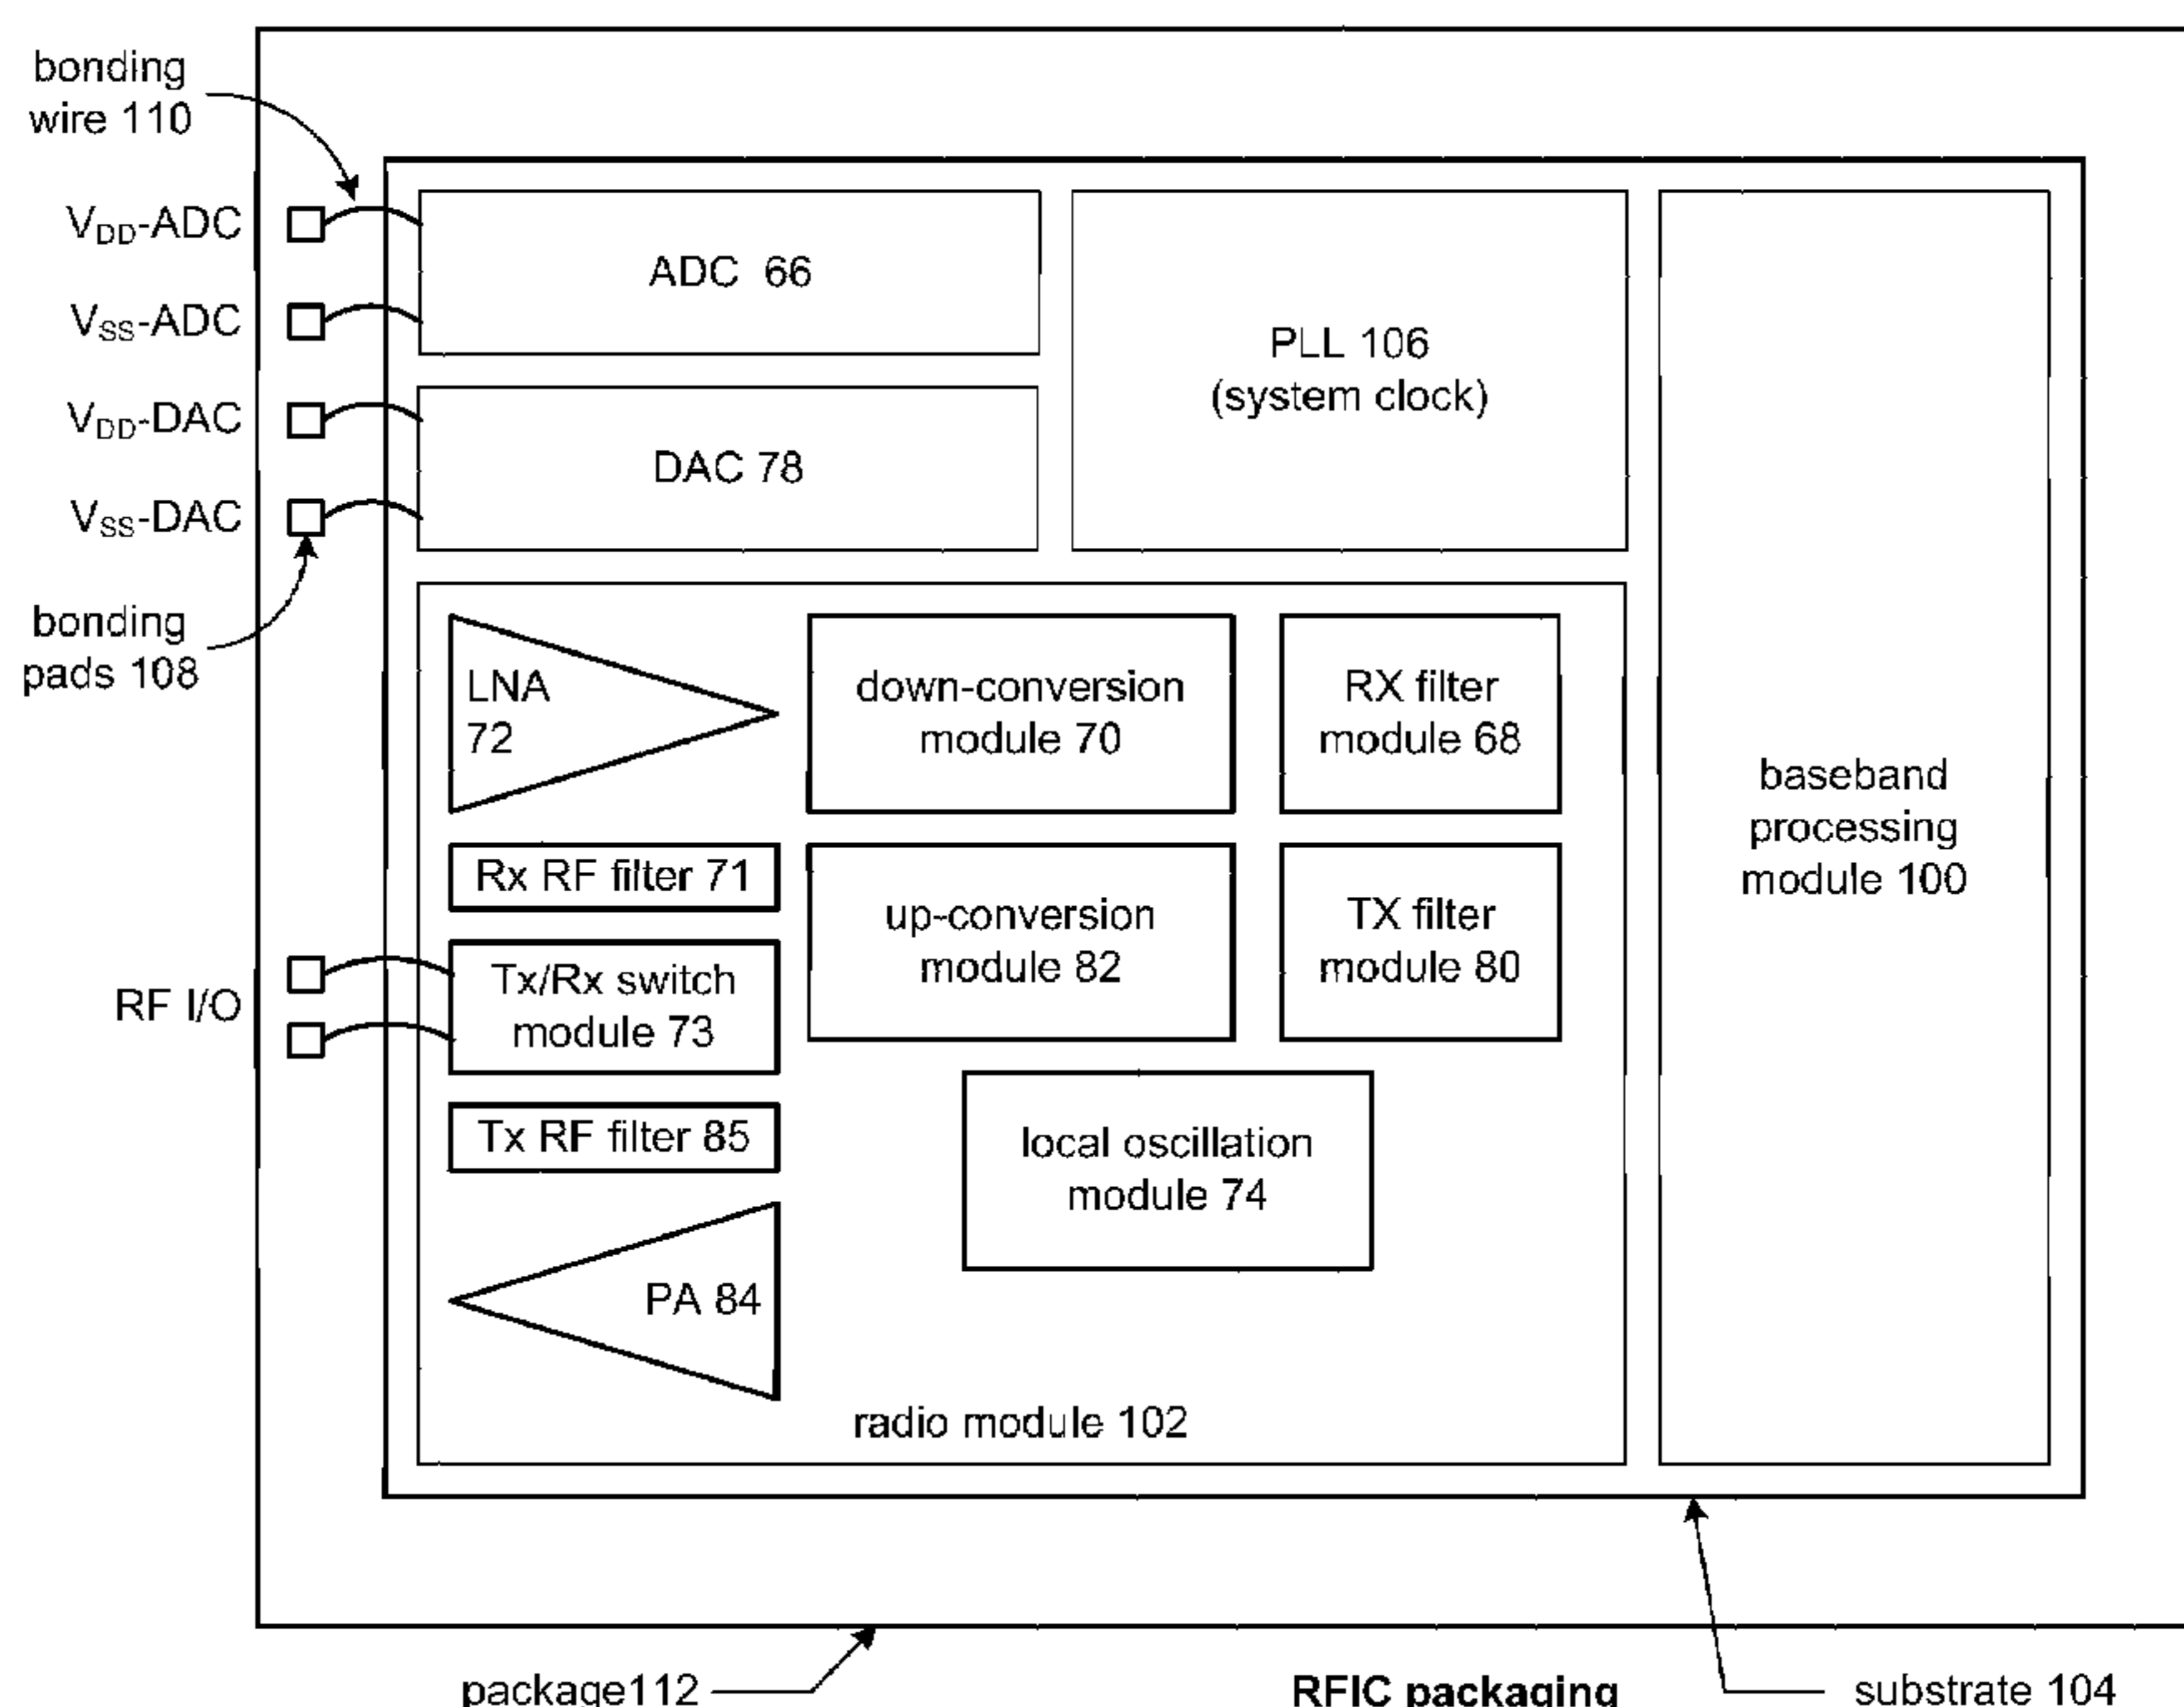 bonding
wire 110
VDD-ADC
VSS-ADC
VDD-DAC
VSS-DAC
bonding
pads 108
RF I/O
ADC 66
DAC 78
PLL 106
(system clock)
LNA
72
down-conversion
module 70
RX filter
module 68
Rx RF filter 71
up-conversion
module 82
TX filter
module 80
Tx/Rx switch
module 73
Tx RF filter 85
local oscillation
module 74
PA 84
radio module 102
baseband
processing
module 100
package112
RFIC packaging
substrate 104